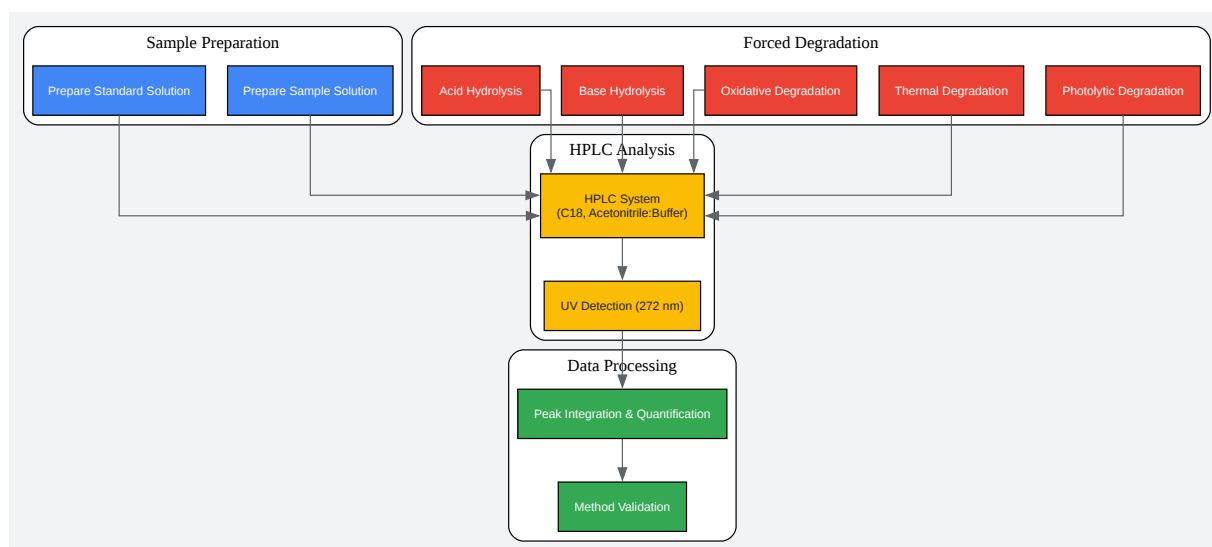 Sample Preparation
Forced Degradation
Prepare Standard Solution
Prepare Sample Solution
Acid Hydrolysis
Base Hydrolysis
Oxidative Degradation
Thermal Degradation
Photolytic Degradation
HPLC Analysis
HPLC System
(C18, Acetonitrile:Buffer)
UV Detection (272 nm)
Data Processing
Peak Integration & Quantification
Method Validation